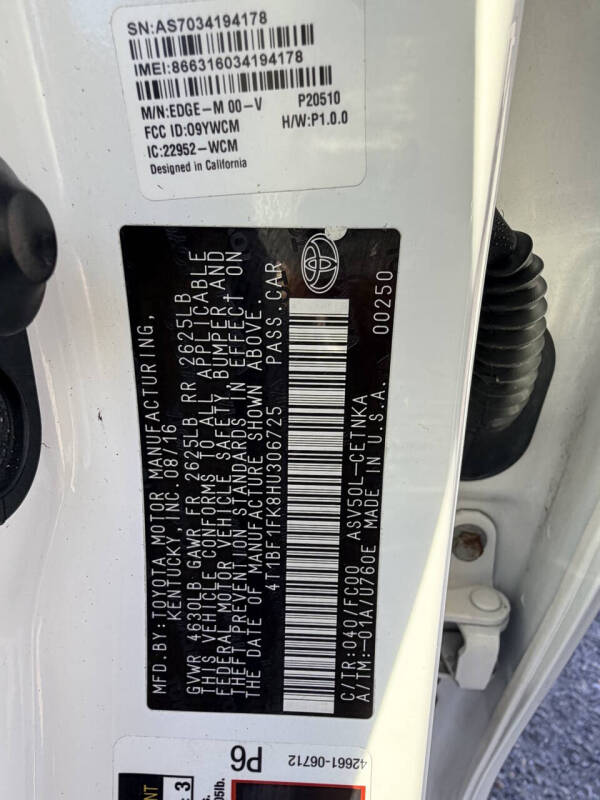 SN:AS7034194178
IMEI:866316034194178
M/N:EDGE-M 00-V P20510
FCC ID:O9YWCM H/W:P1.0.0
IC:22952-WCM
Designed in California
MFD.BY:TOYOTA MOTOR MANUFACTURING,
KENTUCKY, INC. 08/16
GVWR 4630LB GAWR FR 2625LB RR 2625LB
THIS VEHICLE CONFORMS TO ALL APPLICABLE
FEDERAL MOTOR VEHICLE SAFETY, BUMPER, AND
THEFT PREVENTION STANDARDS IN EFFECT ON
THE DATE OF MANUFACTURE SHOWN ABOVE.
4T1BF1FK8HU306725 PASS.CAR
00250
C/TR:040/FC00 ASV50L-CETNKA
A/TM:-01A/U760E MADE IN U.S.A.
42661-06712
P6
3